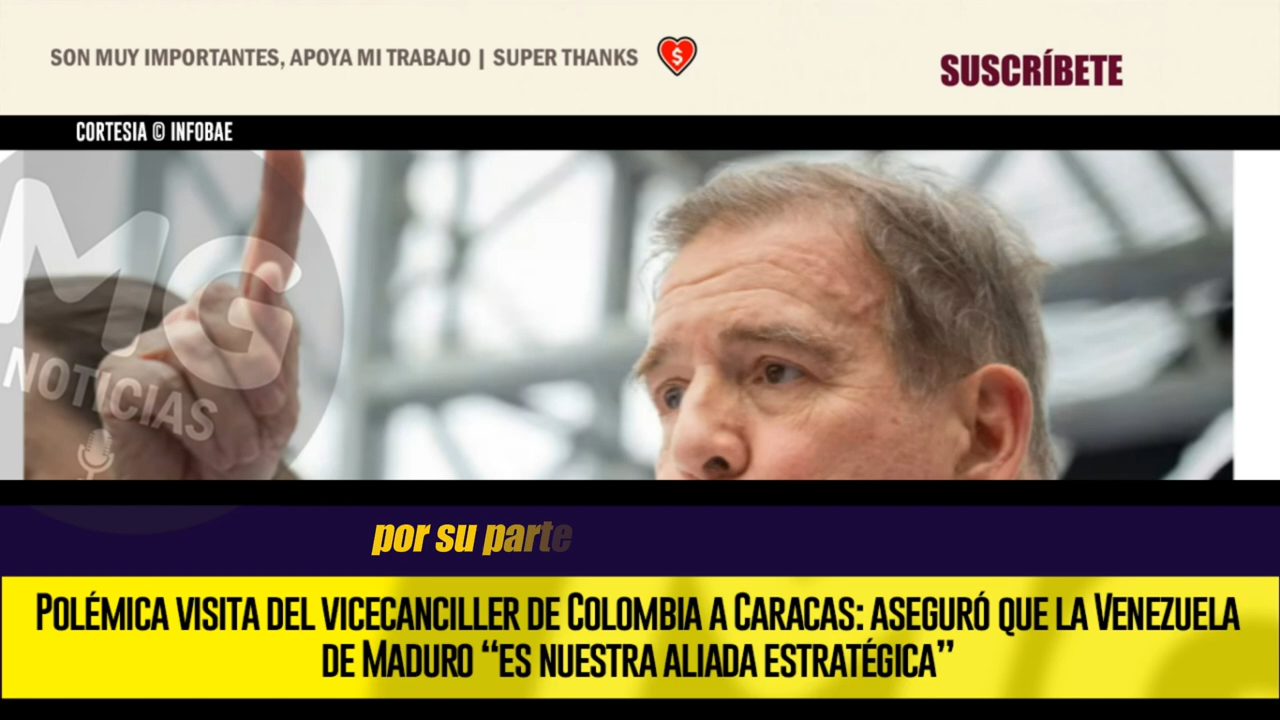 SON MUY IMPORTANTES, APOYA MI TRABAJO | SUPER THANKS
$
SUSCRÍBETE
CORTESIA © INFOBAE
MG
NOTICIAS
por su parte
POLÉMICA VISITA DEL VICECANCILLER DE COLOMBIA A CARACAS: ASEGURÓ QUE LA VENEZUELA
DE MADURO “ES NUESTRA ALIADA ESTRATÉGICA”